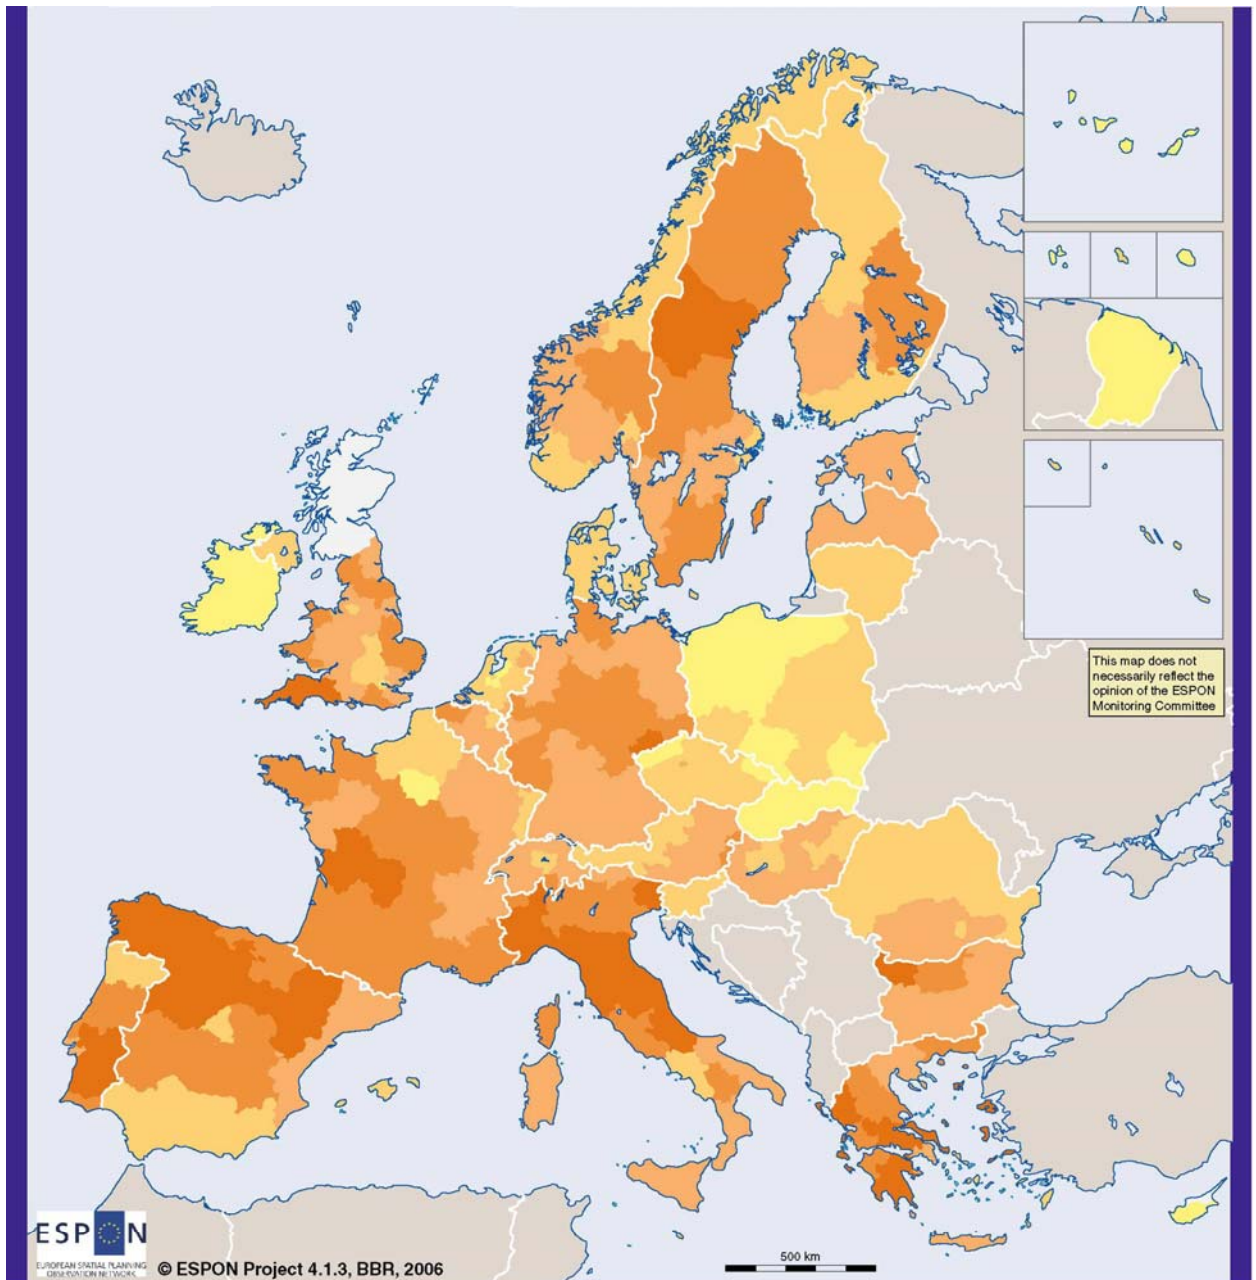 This map does not
necessarily reflect the
opinion of the ESPON
Monitoring Committee
ESPON
EUROPEAN SPATIAL PLANNING
OBSERVATION NETWORK
© ESPON Project 4.1.3, BBR, 2006
500 km